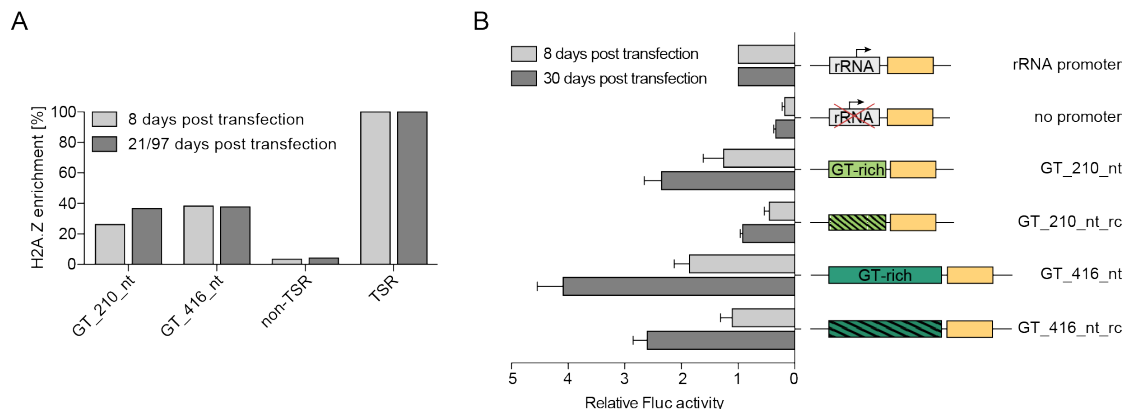 A
H2A.Z enrichment [%]
100
80
60
40
20
0
8 days post transfection
21/97 days post transfection
GT_210_nt
GT_416_nt
non-TSR
TSR
B
8 days post transfection
30 days post transfection
rRNA
rRNA promoter
rRNA
no promoter
GT-rich
GT_210_nt
GT_210_nt_rc
GT-rich
GT_416_nt
GT_416_nt_rc
5 4 3 2 1 0
Relative Fluc activity